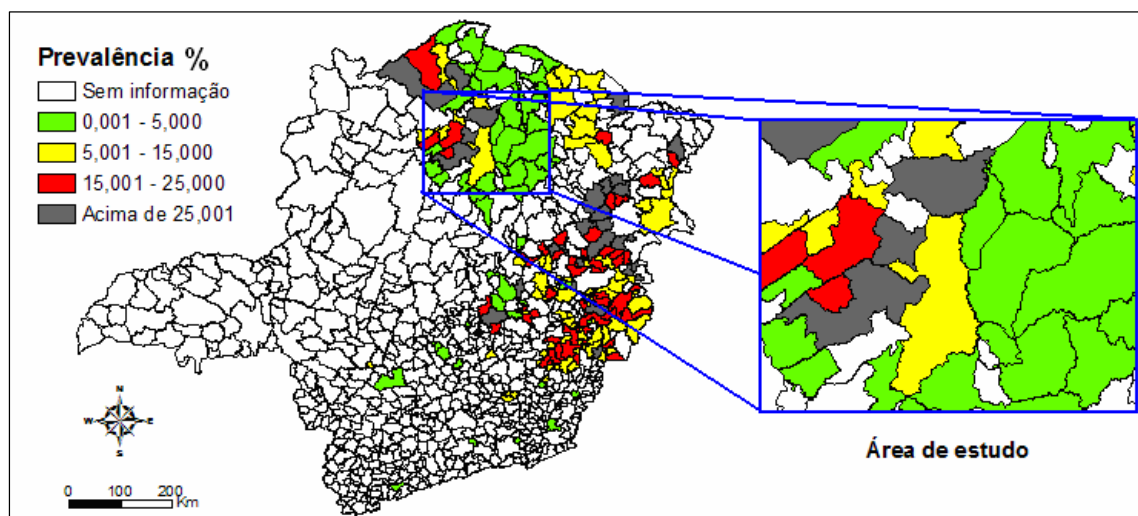 Prevalência %
Sem informação
0,001 - 5,000
5,001 - 15,000
15,001 - 25,000
Acima de 25,001
Área de estudo
N
W
E
S
0 100 200
Km